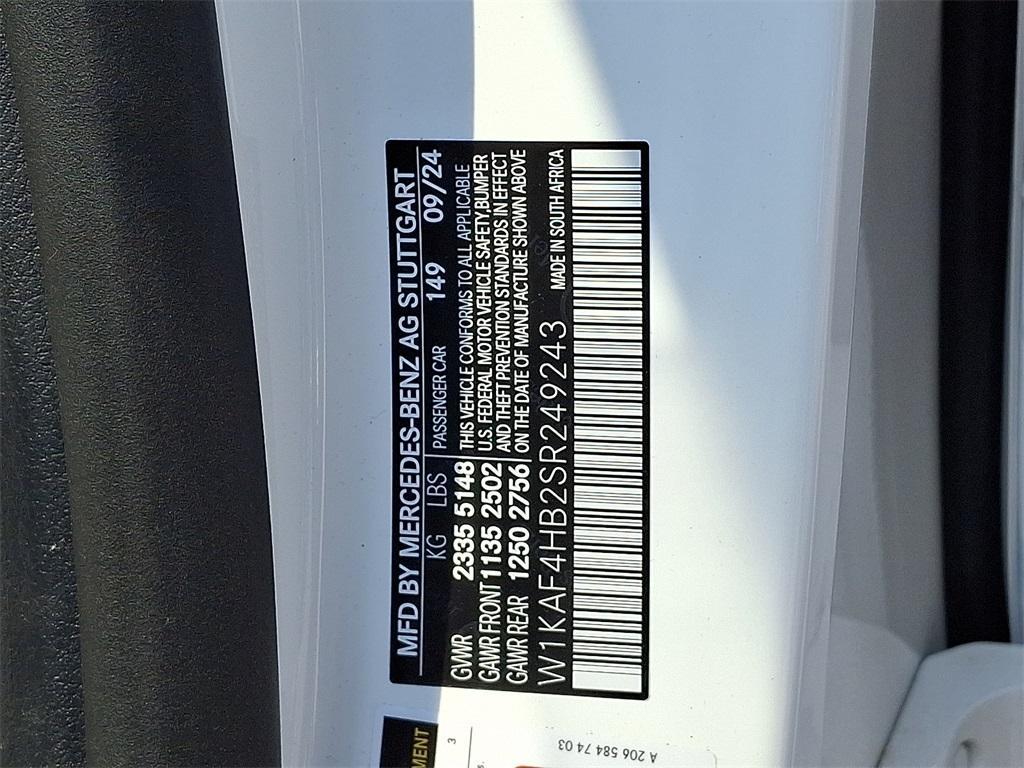 MFD BY MERCEDES-BENZ AG STUTTGART
KG LBS PASSENGER CAR 149 09/24
GVWR 2335 5148 THIS VEHICLE CONFORMS TO ALL APPLICABLE
U.S. FEDERAL MOTOR VEHICLE SAFETY, BUMPER
GAWR FRONT 1135 2502 AND THEFT PREVENTION STANDARDS IN EFFECT
GAWR REAR 1250 2756 ON THE DATE OF MANUFACTURE SHOWN ABOVE
W1KAF4HB2SR249243 MADE IN SOUTH AFRICA
MENT
3
s.
A 206 584 74 03